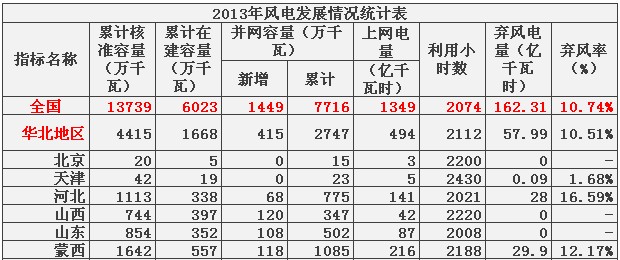 2013年风电发展情况统计表
指标名称 累计核准容量(万千瓦) 累计在建容量(万千瓦) 并网容量(万千瓦) 新增 累计 上网电量(亿千瓦时) 利用小时数 弃风电量(亿千瓦时) 弃风率(%)
全国 13739 6023 1449 7716 1349 2074 162.31 10.74%
华北地区 4415 1668 415 2747 494 2112 57.99 10.51%
北京 20 5 0 15 3 2200 0 -
天津 42 19 0 23 5 2430 0.09 1.68%
河北 1113 338 68 775 141 2021 28 16.59%
山西 744 397 120 347 42 2220 0 -
山东 854 352 108 502 87 2008 0 -
蒙西 1642 557 118 1085 216 2188 29.9 12.17%